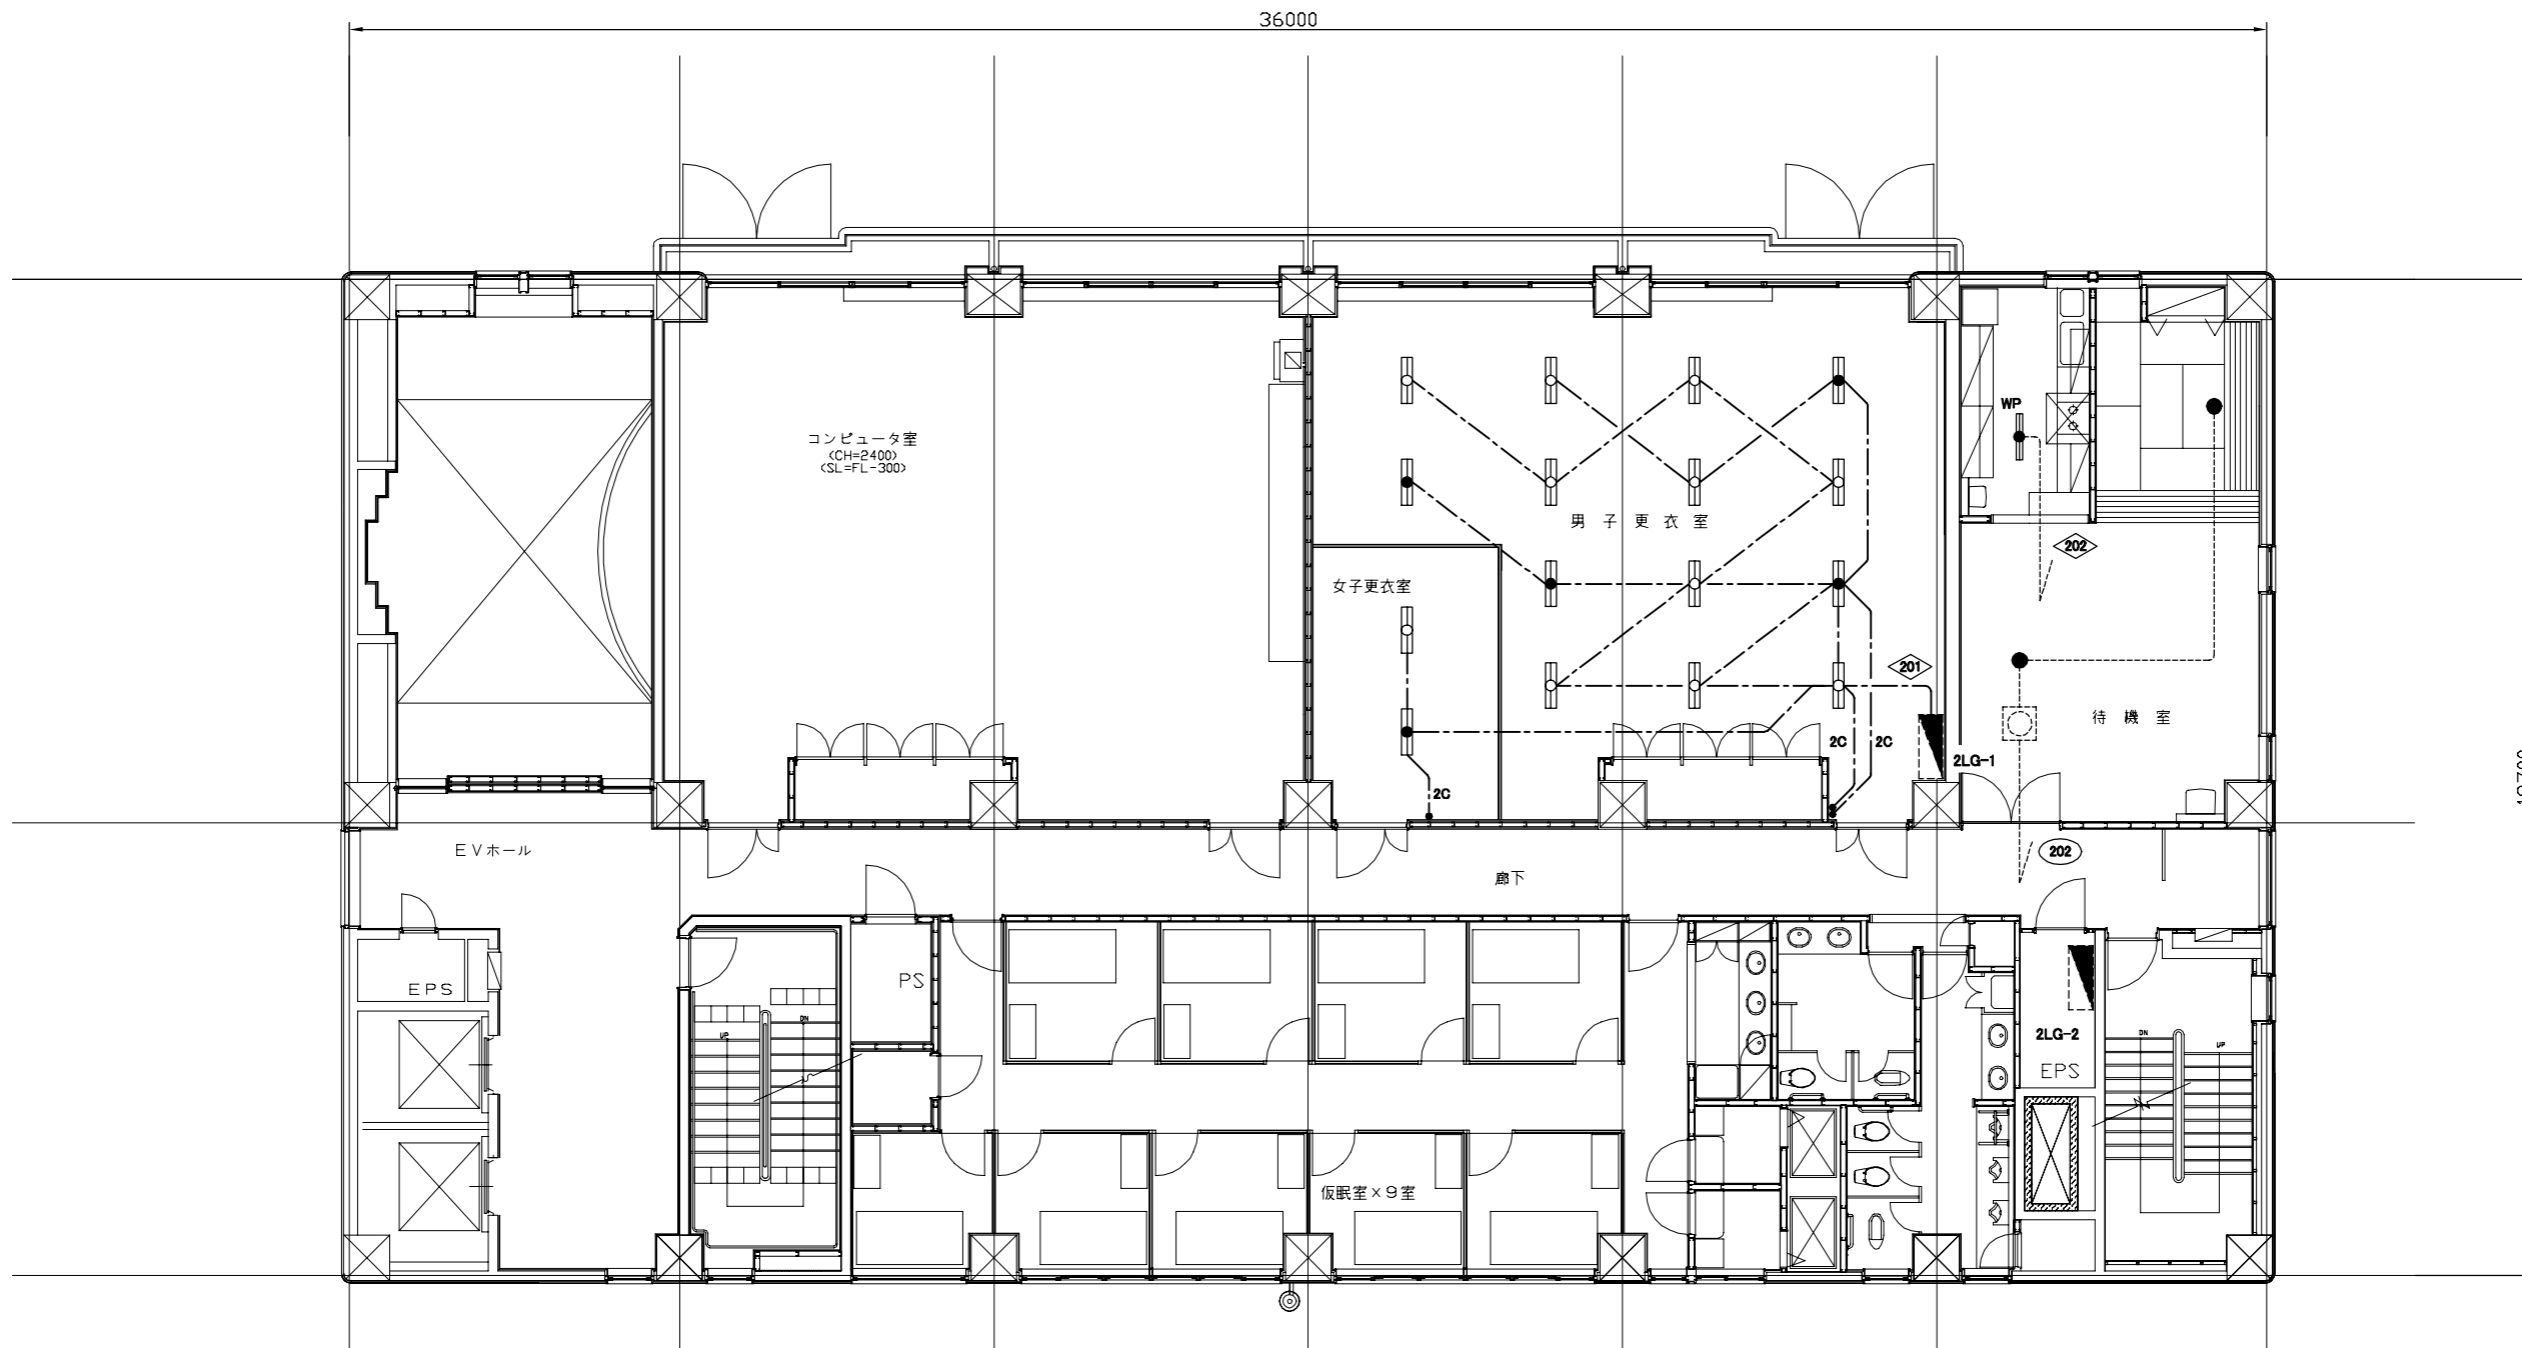 36000
コンピュータ室
(CH=2400)
(SL=FL-300)
WP
男子更衣室
202
女子更衣室
201
待機室
2C
2C
2LG-1
2C
EVホール
202
廊下
PS
EPS
UP
DN
2LG-2
DN
UP
EPS
仮眠室×9室